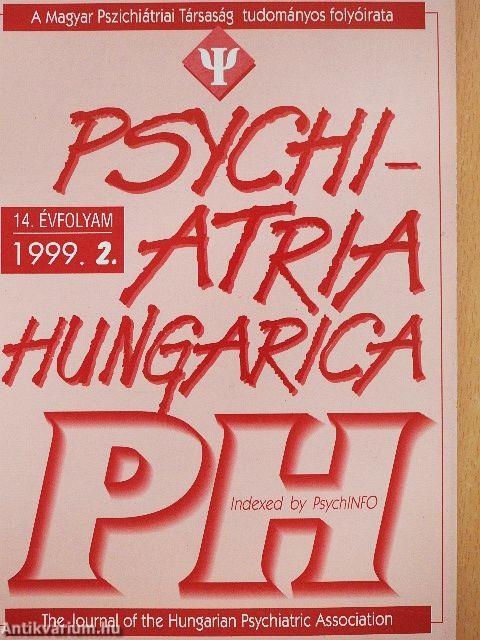 A Magyar Pszichiátriai Társaság tudományos folyóirata
Ψ
PSYCHI-
14. ÉVFOLYAM
1999. 2.
ATRIA
HUNGARICA
PH
Indexed by PsychINFO
The Journal of the Hungarian Psychiatric Association
Antikvarium.hu